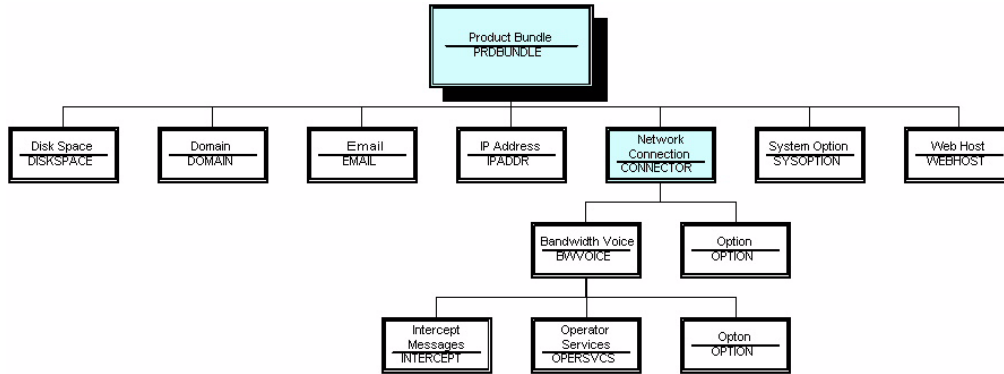 Product Bundle
PRDBUNDLE
Disk Space
DISKSPACE
Domain
DOMAIN
Email
EMAIL
IP Address
IPADDR
Network
Connection
CONNECTOR
System Option
SYSOPTION
Web Host
WEBHOST
Bandwidth Voice
BWVOICE
Option
OPTION
Intercept
Messages
INTERCEPT
Operator
Services
OPERSVCS
Opton
OPTION